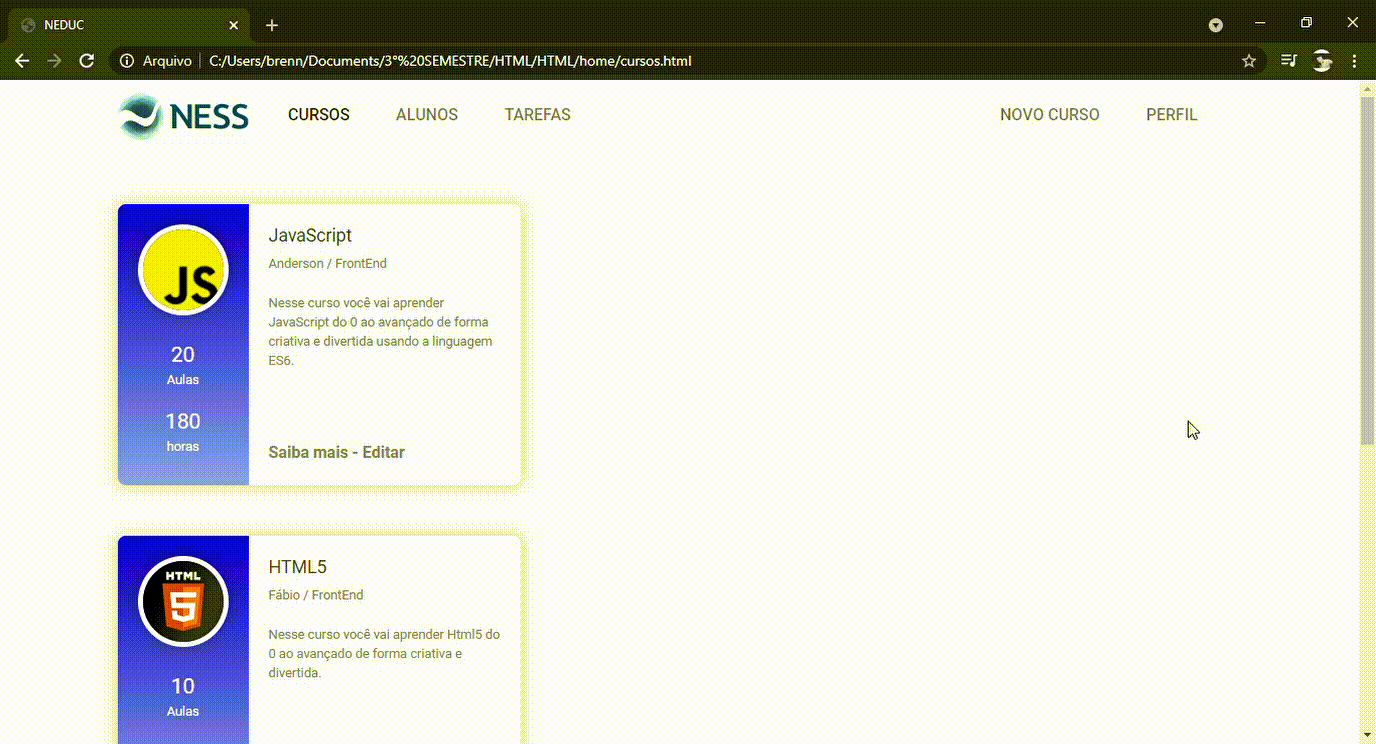 NEDUC
Arquivo
C:/Users/brenn/Documents/3°%20SEMESTRE/HTML/HTML/home/cursos.html
NESS
CURSOS
ALUNOS
TAREFAS
NOVO CURSO
PERFIL
JS
20
Aulas
180
horas
JavaScript
Anderson / FrontEnd
Nesse curso você vai aprender
JavaScript do 0 ao avançado de forma
criativa e divertida usando a linguagem
ES6.
Saiba mais - Editar
HTML
5
10
Aulas
HTML5
Fábio / FrontEnd
Nesse curso você vai aprender Html5 do
0 ao avançado de forma criativa e
divertida.